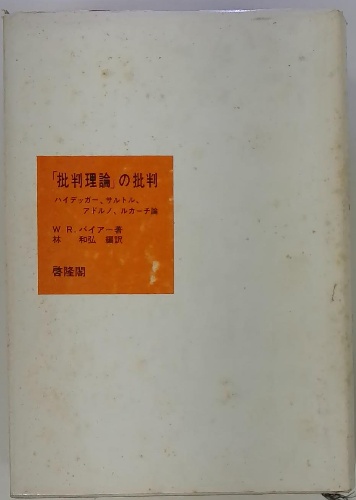 「批判理論」の批判
ハイデッガー、サルトル、
アドルノ、ルカーチ論
W.R.バイアー著
林 和弘 編訳
啓隆閣